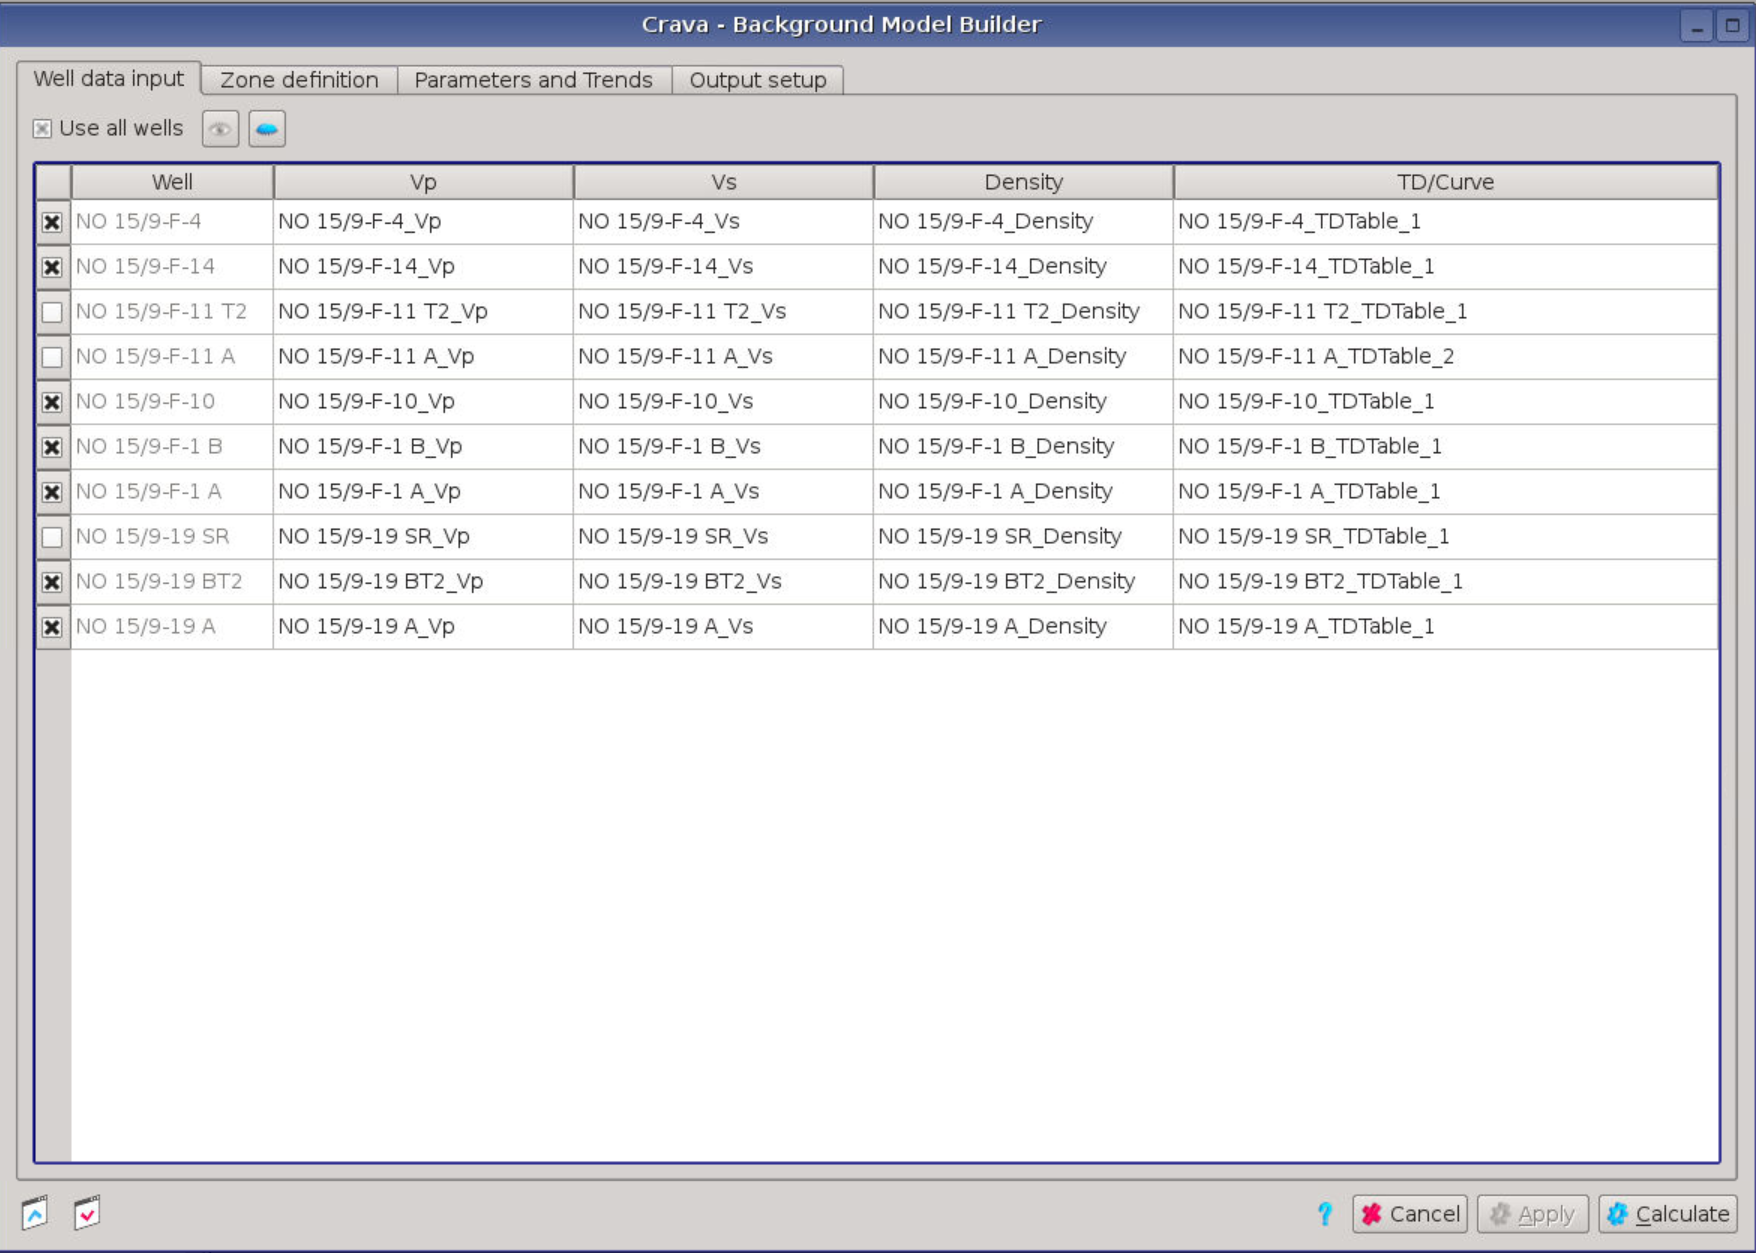 Crava - Background Model Builder
Well data input Zone definition Parameters and Trends Output setup
Use all wells
Well Vp Vs Density TD/Curve
NO 15/9-F-4 NO 15/9-F-4_Vp NO 15/9-F-4_Vs NO 15/9-F-4_Density NO 15/9-F-4_TDTable_1
NO 15/9-F-14 NO 15/9-F-14_Vp NO 15/9-F-14_Vs NO 15/9-F-14_Density NO 15/9-F-14_TDTable_1
NO 15/9-F-11 T2 NO 15/9-F-11 T2_Vp NO 15/9-F-11 T2_Vs NO 15/9-F-11 T2_Density NO 15/9-F-11 T2_TDTable_1
NO 15/9-F-11 A NO 15/9-F-11 A_Vp NO 15/9-F-11 A_Vs NO 15/9-F-11 A_Density NO 15/9-F-11 A_TDTable_2
NO 15/9-F-10 NO 15/9-F-10_Vp NO 15/9-F-10_Vs NO 15/9-F-10_Density NO 15/9-F-10_TDTable_1
NO 15/9-F-1 B NO 15/9-F-1 B_Vp NO 15/9-F-1 B_Vs NO 15/9-F-1 B_Density NO 15/9-F-1 B_TDTable_1
NO 15/9-F-1 A NO 15/9-F-1 A_Vp NO 15/9-F-1 A_Vs NO 15/9-F-1 A_Density NO 15/9-F-1 A_TDTable_1
NO 15/9-19 SR NO 15/9-19 SR_Vp NO 15/9-19 SR_Vs NO 15/9-19 SR_Density NO 15/9-19 SR_TDTable_1
NO 15/9-19 BT2 NO 15/9-19 BT2_Vp NO 15/9-19 BT2_Vs NO 15/9-19 BT2_Density NO 15/9-19 BT2_TDTable_1
NO 15/9-19 A NO 15/9-19 A_Vp NO 15/9-19 A_Vs NO 15/9-19 A_Density NO 15/9-19 A_TDTable_1
? Cancel Apply Calculate